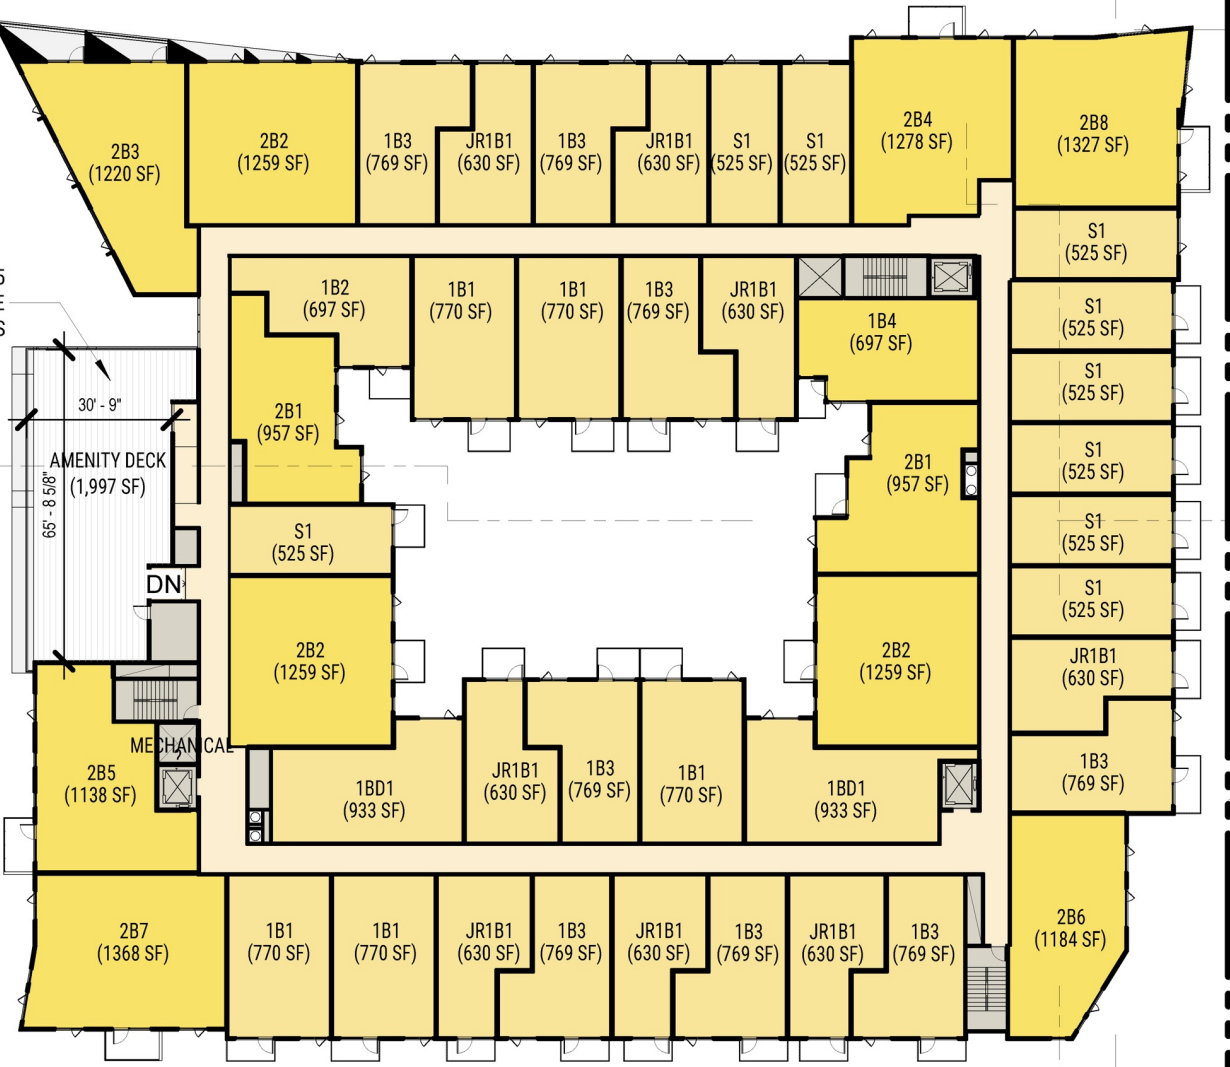 2B3
(1220 SF)
2B2
(1259 SF)
1B3
(769 SF)
JR1B1
(630 SF)
1B3
(769 SF)
JR1B1
(630 SF)
S1
(525 SF)
S1
(525 SF)
2B4
(1278 SF)
2B8
(1327 SF)
S1
(525 SF)
S1
(525 SF)
S1
(525 SF)
S1
(525 SF)
S1
(525 SF)
S1
(525 SF)
JR1B1
(630 SF)
1B3
(769 SF)
2B6
(1184 SF)
1B2
(697 SF)
1B1
(770 SF)
1B1
(770 SF)
1B3
(769 SF)
JR1B1
(630 SF)
1B4
(697 SF)
2B1
(957 SF)
2B1
(957 SF)
S1
(525 SF)
2B2
(1259 SF)
2B2
(1259 SF)
5
E
S
30' - 9"
AMENITY DECK
(1,997 SF)
65' - 8 5/8"
DN
MECHANICAL
2
2B5
(1138 SF)
1BD1
(933 SF)
JR1B1
(630 SF)
1B3
(769 SF)
1B1
(770 SF)
1BD1
(933 SF)
2B7
(1368 SF)
1B1
(770 SF)
1B1
(770 SF)
JR1B1
(630 SF)
1B3
(769 SF)
JR1B1
(630 SF)
1B3
(769 SF)
JR1B1
(630 SF)
1B3
(769 SF)